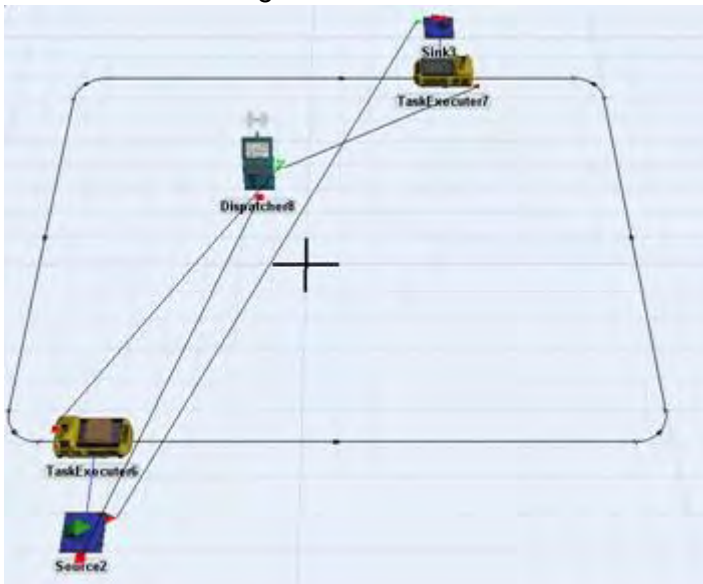 Sink3
TaskExecuter7
Dispatcher8
TaskExecuter6
Source2